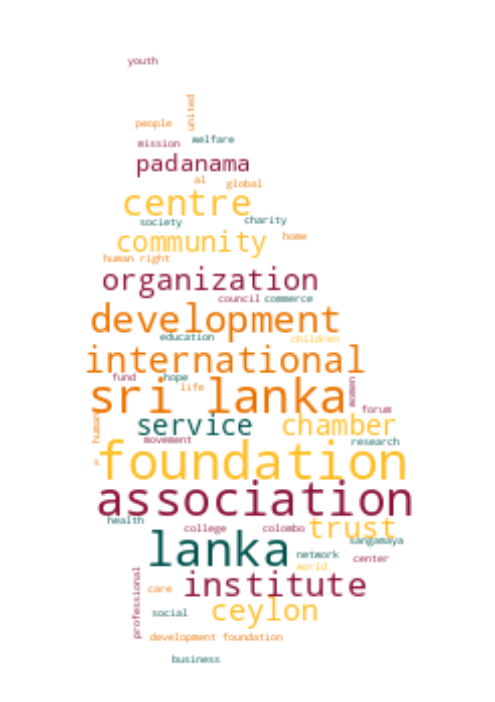 youth
people
united
mission
welfare
padanama
al
global
centre
society
charity
community
home
human right
organization
council
commerce
development
education
children
international
fund
hope
life
women
sri lanka
human
service
chamber
forum
movement
research
foundation
association
health
college
colombo
trust
sangamaya
lanka
network
center
world
professional
care
institute
social
ceylon
development foundation
business